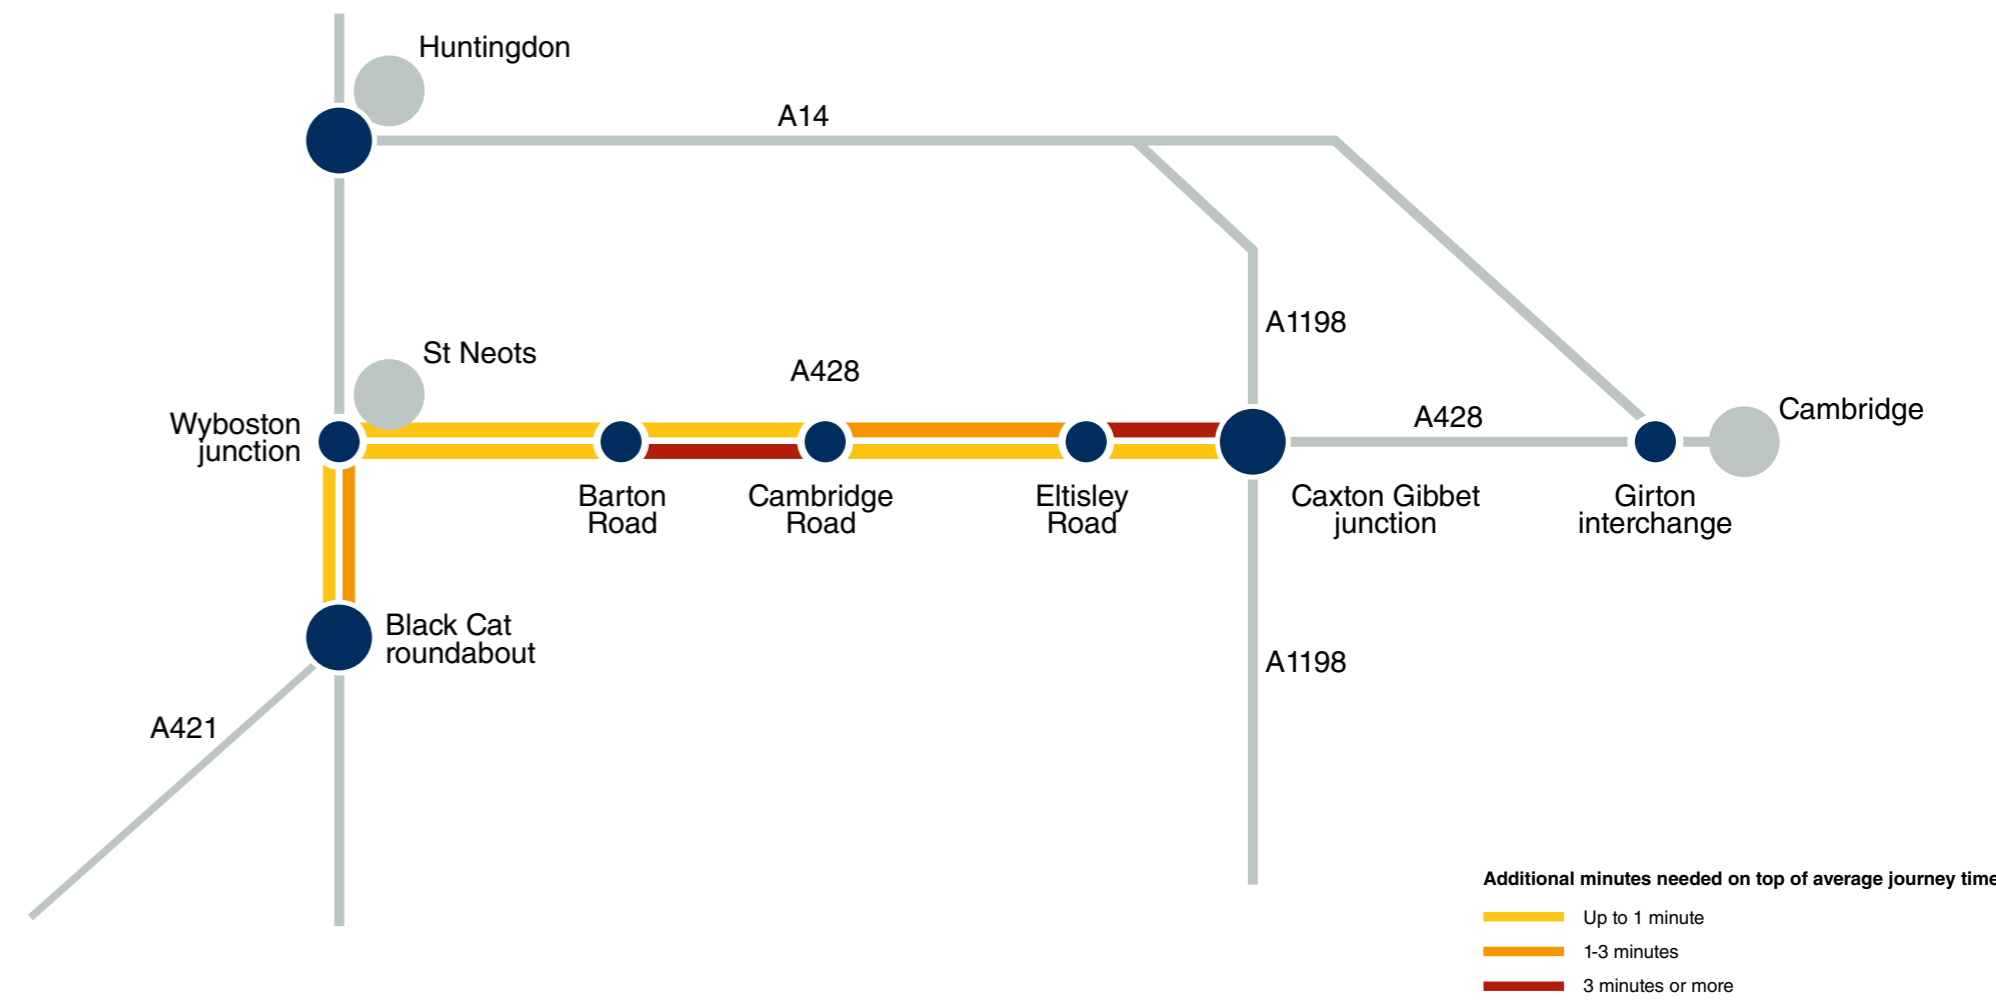 Huntingdon
A14
A1198
St Neots
A428
Wyboston
junction
A428
Cambridge
Barton
Road
Cambridge
Road
Eltisley
Road
Caxton Gibbet
junction
Girton
interchange
Black Cat
roundabout
A1198
A421
Additional minutes needed on top of average journey time
Up to 1 minute
1-3 minutes
3 minutes or more